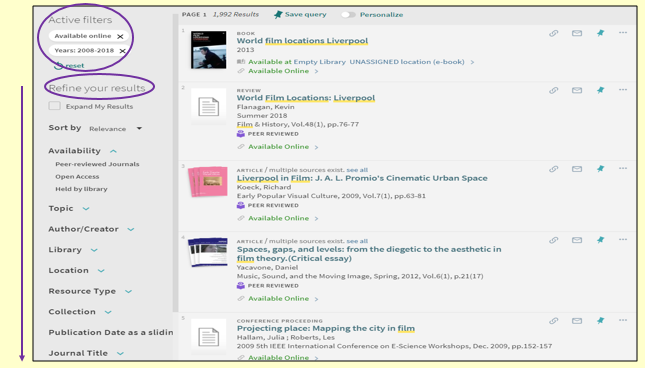 Active filters
Available online ×
Years: 2008-2018 ×
reset
Refine your results
Expand My Results
Sort by Relevance
Availability
Peer-reviewed Journals
Open Access
Held by library
Topic
Author/Creator
Library
Location
Resource Type
Collection
Publication Date as a slidin
Journal Title
PAGE 1 1,992 Results Save query Personalize
1
BOOK
World film locations Liverpool
2013
Available at Empty Library UNASSIGNED location (e-book) >
Available Online >
2
REVIEW
World Film Locations: Liverpool
Flanagan, Kevin
Summer 2018
Film & History, Vol.48(1), pp.76-77
PEER REVIEWED
Available Online >
3
ARTICLE / multiple sources exist. see all
Liverpool in Film: J. A. L. Promio's Cinematic Urban Space
Koeck, Richard
Early Popular Visual Culture, 2009, Vol.7(1), pp.63-81
PEER REVIEWED
Available Online >
4
ARTICLE / multiple sources exist. see all
Spaces, gaps, and levels: from the diegetic to the aesthetic in
film theory.(Critical essay)
Yacavone, Daniel
Music, Sound, and the Moving Image, Spring, 2012, Vol.6(1), p.21(17)
PEER REVIEWED
Available Online >
5
CONFERENCE PROCEEDING
Projecting place: Mapping the city in film
Hallam, Julia ; Roberts, Les
2009 5th IEEE International Conference on E-Science Workshops, Dec. 2009, pp.152-157
Available Online >